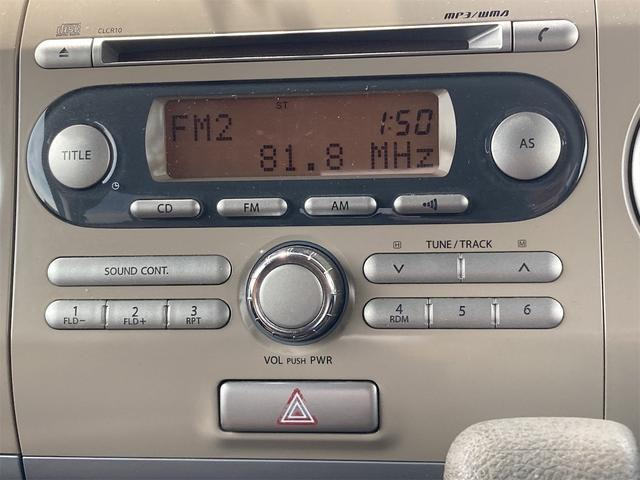 CLCR10
MP3/WMA
ST
FM2 1:50
81.8 MHz
TITLE
AS
CD FM AM
H TUNE/TRACK M
SOUND CONT.
1 2 3
FLD− FLD+ RPT
4 5 6
RDM
VOL PUSH PWR